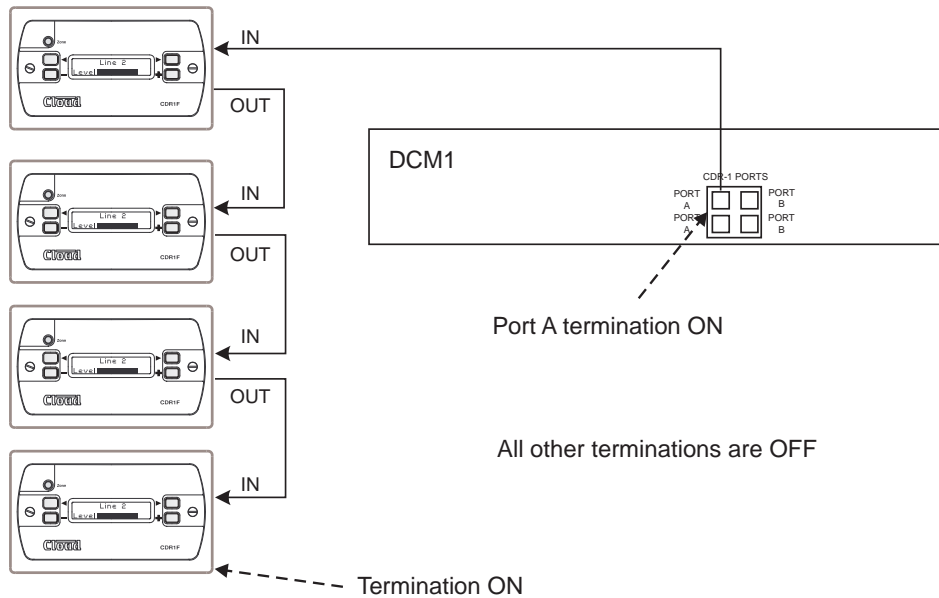 Zone
Line 2
Level
Cloud
CDR1F
IN
OUT
DCM1
CDR-1 PORTS
PORT
A
PORT
B
PORT
A
PORT
B
Zone
Line 2
Level
Cloud
CDR1F
IN
OUT
Port A termination ON
Zone
Line 2
Level
Cloud
CDR1F
IN
OUT
All other terminations are OFF
Zone
Line 2
Level
Cloud
CDR1F
IN
Termination ON